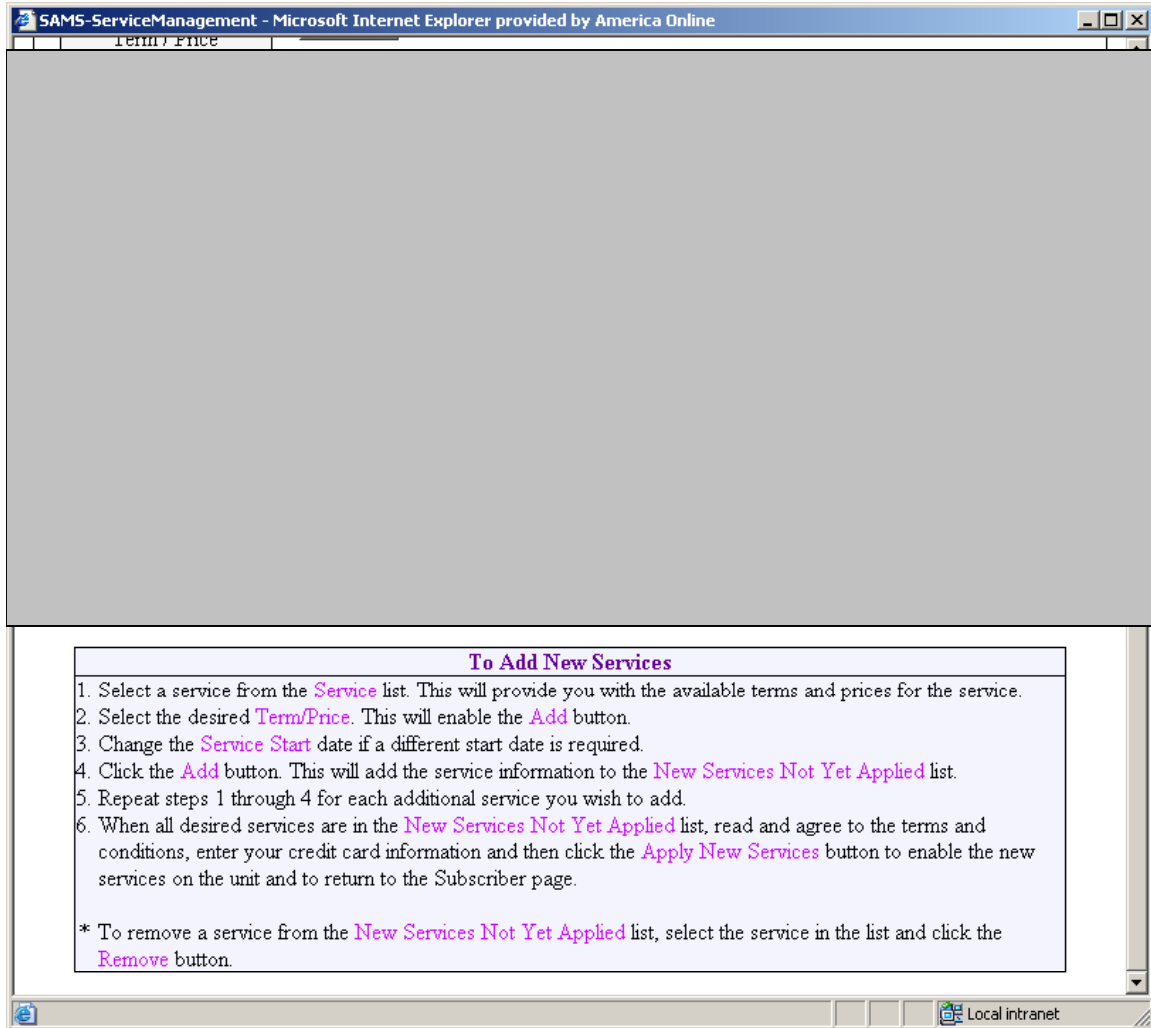 SAMS-ServiceManagement - Microsoft Internet Explorer provided by America Online
Term / Price
To Add New Services
1. Select a service from the Service list. This will provide you with the available terms and prices for the service.
2. Select the desired Term/Price. This will enable the Add button.
3. Change the Service Start date if a different start date is required.
4. Click the Add button. This will add the service information to the New Services Not Yet Applied list.
5. Repeat steps 1 through 4 for each additional service you wish to add.
6. When all desired services are in the New Services Not Yet Applied list, read and agree to the terms and
conditions, enter your credit card information and then click the Apply New Services button to enable the new
services on the unit and to return to the Subscriber page.
* To remove a service from the New Services Not Yet Applied list, select the service in the list and click the
Remove button.
Local intranet